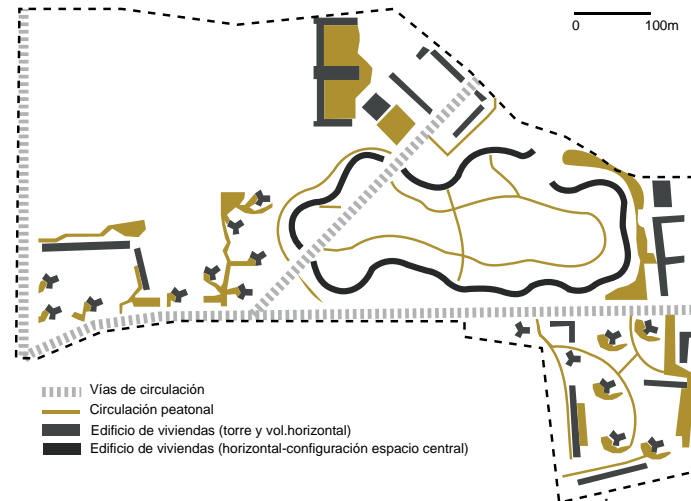 0 100m
Vías de circulación
Circulación peatonal
Edificio de viviendas (torre y vol.horizontal)
Edificio de viviendas (horizontal-configuración espacio central)